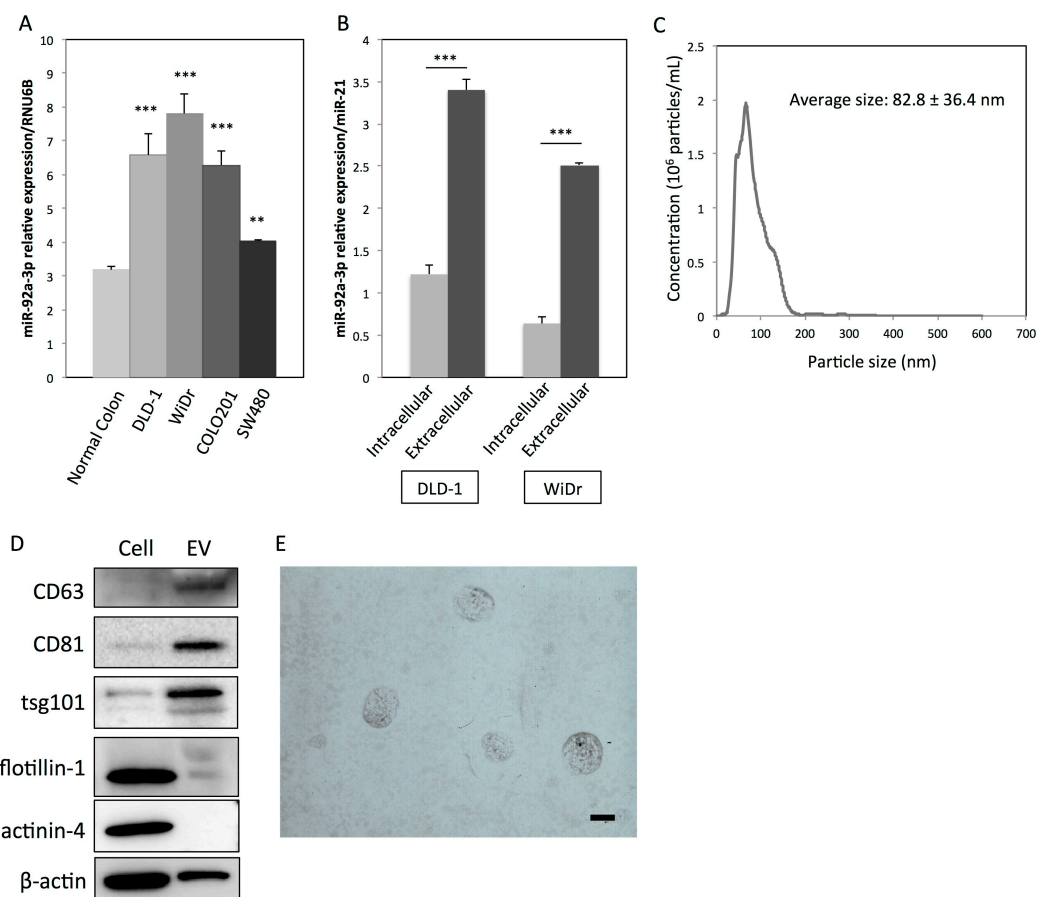 A
miR-92a-3p relative expression/RNU6B
10
9
8
7
6
5
4
3
2
1
0
***
***
***
**
Normal Colon
DLD-1
WiDr
COLO201
SW480
B
miR-92a-3p relative expression/miR-21
4
3.5
3
2.5
2
1.5
1
0.5
0
***
***
Intracellular
Extracellular
Intracellular
Extracellular
DLD-1
WiDr
C
Concentration (10⁶ particles/mL)
2.5
2
1.5
1
0.5
0
Average size: 82.8 ± 36.4 nm
0 100 200 300 400 500 600 700
Particle size (nm)
D
Cell EV
CD63
CD81
tsg101
flotillin-1
actinin-4
β-actin
E